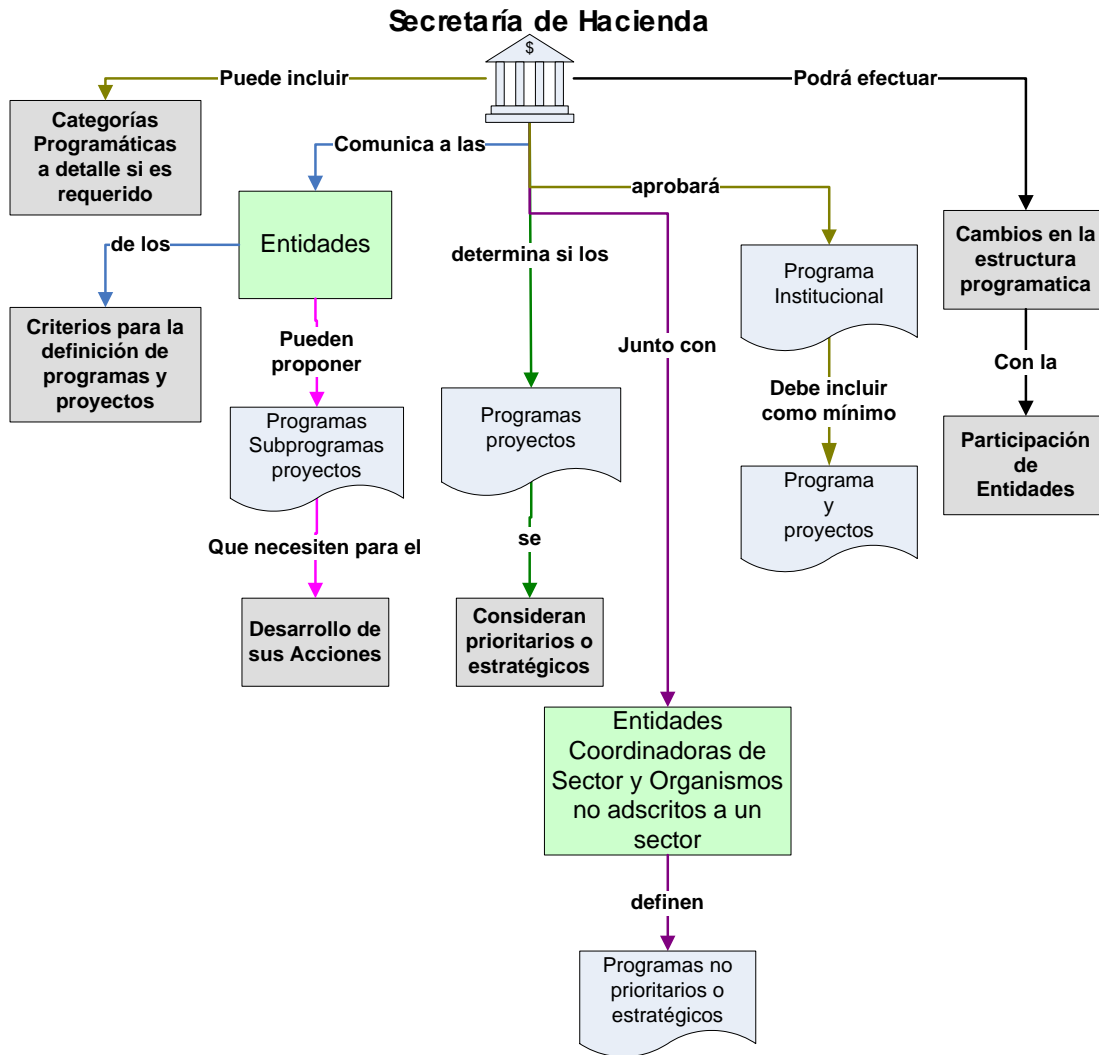 Secretaría de Hacienda
$
Puede incluir
Podrá efectuar
Categorías
Programáticas
a detalle si es
requerido
Comunica a las
aprobará
Entidades
de los
determina si los
Cambios en la
estructura
programatica
Programa
Institucional
Criterios para la
definición de
programas y
proyectos
Pueden
proponer
Junto con
Con la
Debe incluir
como mínimo
Programas
Subprogramas
proyectos
Programas
proyectos
Participación
de
Entidades
Programa
y
proyectos
Que necesiten para el
se
Desarrollo de
sus Acciones
Consideran
prioritarios o
estratégicos
Entidades
Coordinadoras de
Sector y Organismos
no adscritos a un
sector
definen
Programas no
prioritarios o
estratégicos